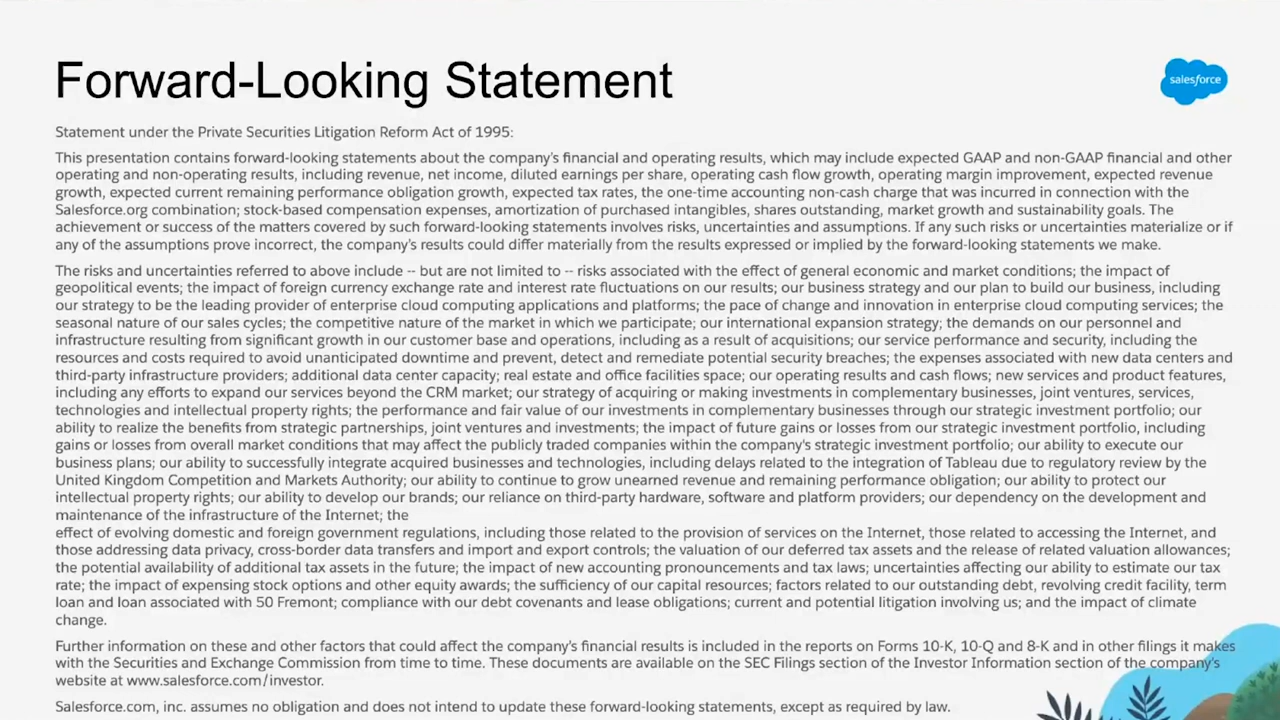 Forward-Looking Statement
salesforce
Statement under the Private Securities Litigation Reform Act of 1995:
This presentation contains forward-looking statements about the company's financial and operating results, which may include expected GAAP and non-GAAP financial and other
operating and non-operating results, including revenue, net income, diluted earnings per share, operating cash flow growth, operating margin improvement, expected revenue
growth, expected current remaining performance obligation growth, expected tax rates, the one-time accounting non-cash charge that was incurred in connection with the
Salesforce.org combination; stock-based compensation expenses, amortization of purchased intangibles, shares outstanding, market growth and sustainability goals. The
achievement or success of the matters covered by such forward-looking statements involves risks, uncertainties and assumptions. If any such risks or uncertainties materialize or if
any of the assumptions prove incorrect, the company's results could differ materially from the results expressed or implied by the forward-looking statements we make.
The risks and uncertainties referred to above include -- but are not limited to -- risks associated with the effect of general economic and market conditions; the impact of
geopolitical events; the impact of foreign currency exchange rate and interest rate fluctuations on our results; our business strategy and our plan to build our business, including
our strategy to be the leading provider of enterprise cloud computing applications and platforms; the pace of change and innovation in enterprise cloud computing services; the
seasonal nature of our sales cycles; the competitive nature of the market in which we participate; our international expansion strategy; the demands on our personnel and
infrastructure resulting from significant growth in our customer base and operations, including as a result of acquisitions; our service performance and security, including the
resources and costs required to avoid unanticipated downtime and prevent, detect and remediate potential security breaches; the expenses associated with new data centers and
third-party infrastructure providers; additional data center capacity; real estate and office facilities space; our operating results and cash flows; new services and product features,
including any efforts to expand our services beyond the CRM market; our strategy of acquiring or making investments in complementary businesses, joint ventures, services,
technologies and intellectual property rights; the performance and fair value of our investments in complementary businesses through our strategic investment portfolio; our
ability to realize the benefits from strategic partnerships, joint ventures and investments; the impact of future gains or losses from our strategic investment portfolio, including
gains or losses from overall market conditions that may affect the publicly traded companies within the company's strategic investment portfolio; our ability to execute our
business plans; our ability to successfully integrate acquired businesses and technologies, including delays related to the integration of Tableau due to regulatory review by the
United Kingdom Competition and Markets Authority; our ability to continue to grow unearned revenue and remaining performance obligation; our ability to protect our
intellectual property rights; our ability to develop our brands; our reliance on third-party hardware, software and platform providers; our dependency on the development and
maintenance of the infrastructure of the Internet; the
effect of evolving domestic and foreign government regulations, including those related to the provision of services on the Internet, those related to accessing the Internet, and
those addressing data privacy, cross-border data transfers and import and export controls; the valuation of our deferred tax assets and the release of related valuation allowances;
the potential availability of additional tax assets in the future; the impact of new accounting pronouncements and tax laws; uncertainties affecting our ability to estimate our tax
rate; the impact of expensing stock options and other equity awards; the sufficiency of our capital resources; factors related to our outstanding debt, revolving credit facility, term
loan and loan associated with 50 Fremont; compliance with our debt covenants and lease obligations; current and potential litigation involving us; and the impact of climate
change.
Further information on these and other factors that could affect the company's financial results is included in the reports on Forms 10-K, 10-Q and 8-K and in other filings it makes
with the Securities and Exchange Commission from time to time. These documents are available on the SEC Filings section of the Investor Information section of the company's
website at www.salesforce.com/investor.
Salesforce.com, inc. assumes no obligation and does not intend to update these forward-looking statements, except as required by law.